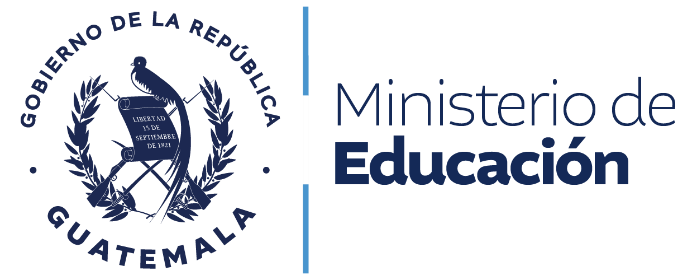 GOBIERNO DE LA REPÚBLICA
LIBERTAD
15 DE
SEPTIEMBRE
DE 1821
GUATEMALA
Ministerio de
Educación